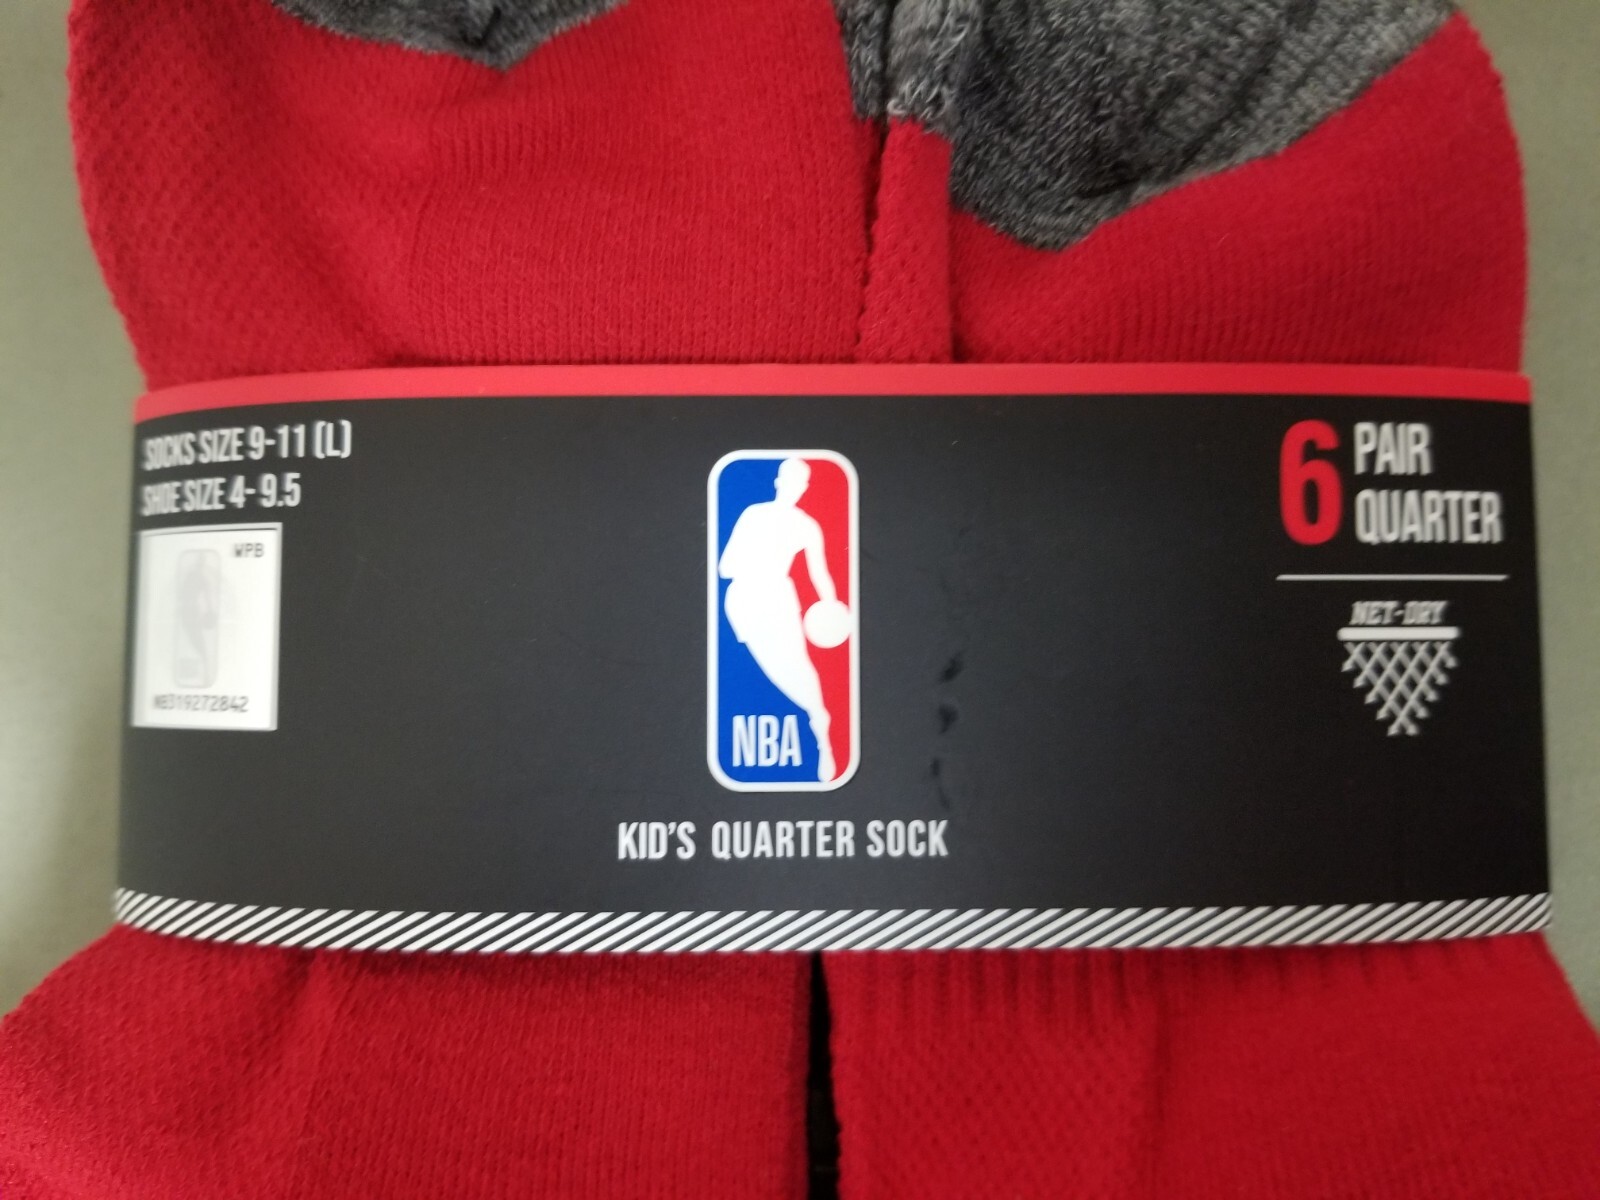 SOCKS SIZE 9-11 (L)
SHOE SIZE 4- 9.5
WPB
NB319272842
NBA
KID'S QUARTER SOCK
6 PAIR
QUARTER
NET-DRY